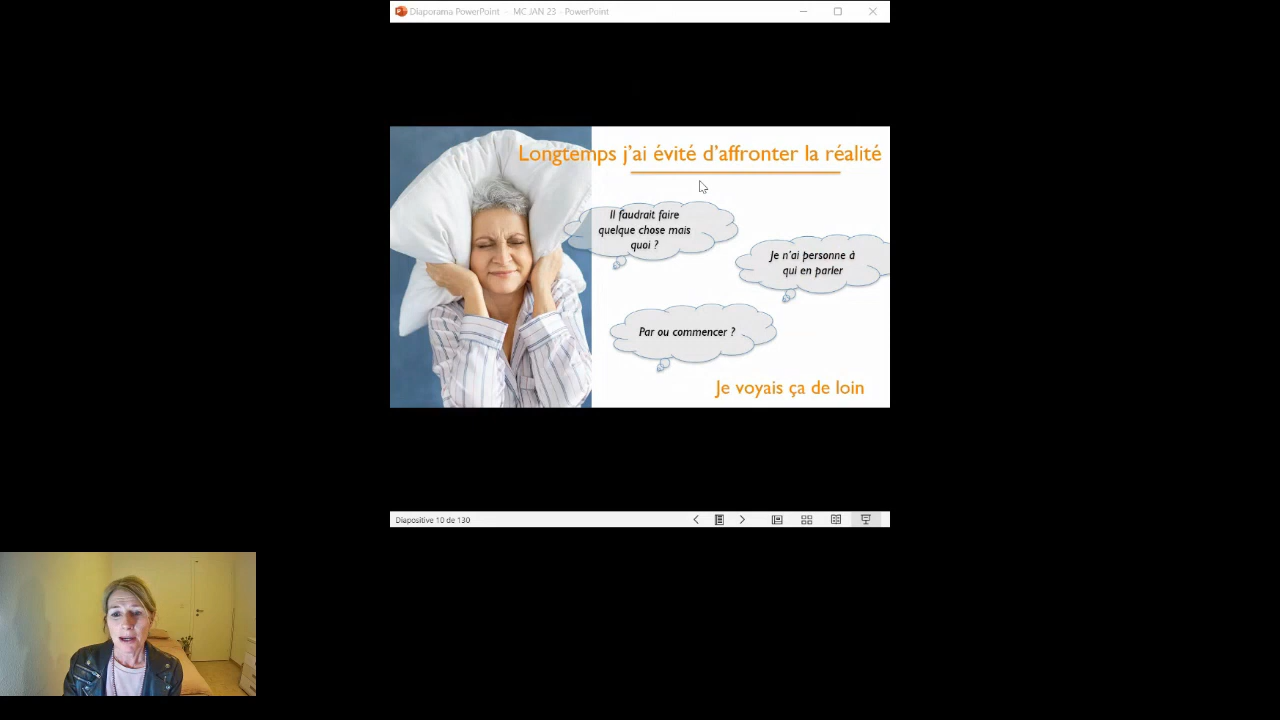 Diaporama PowerPoint - MC JAN 23 - PowerPoint
Longtemps j'ai évité d'affronter la réalité
Il faudrait faire
quelque chose mais
quoi ?
Je n'ai personne à
qui en parler
Par ou commencer ?
Je voyais ça de loin
Diapositive 10 de 130